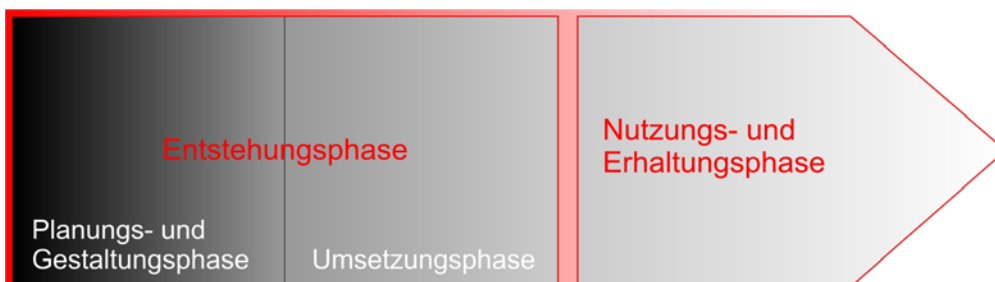 Entstehungsphase
Planungs- und
Gestaltungsphase
Umsetzungsphase
Nutzungs- und
Erhaltungsphase